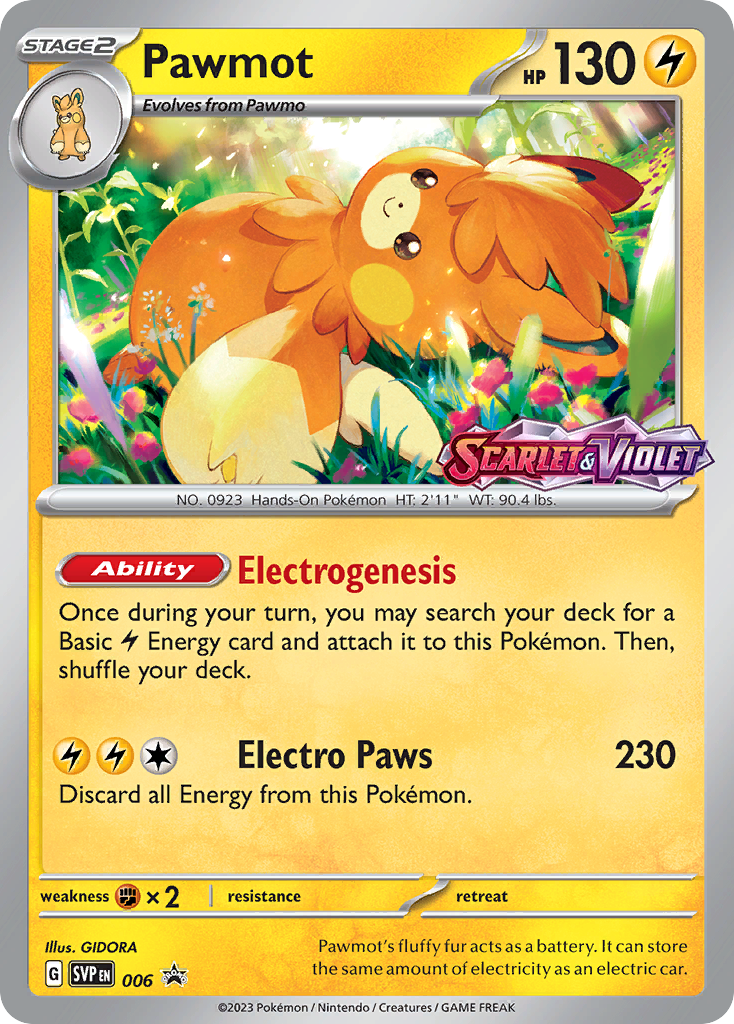 STAGE2
Pawmot
HP 130
Evolves from Pawmo
SCARLET & VIOLET
NO. 0923 Hands-On Pokémon HT: 2'11" WT: 90.4 lbs.
Ability Electrogenesis
Once during your turn, you may search your deck for a
Basic Energy card and attach it to this Pokémon. Then,
shuffle your deck.
Electro Paws 230
Discard all Energy from this Pokémon.
weakness ×2 resistance retreat
Illus. GIDORA
Pawmot's fluffy fur acts as a battery. It can store
the same amount of electricity as an electric car.
G SVP EN 006
©2023 Pokémon / Nintendo / Creatures / GAME FREAK